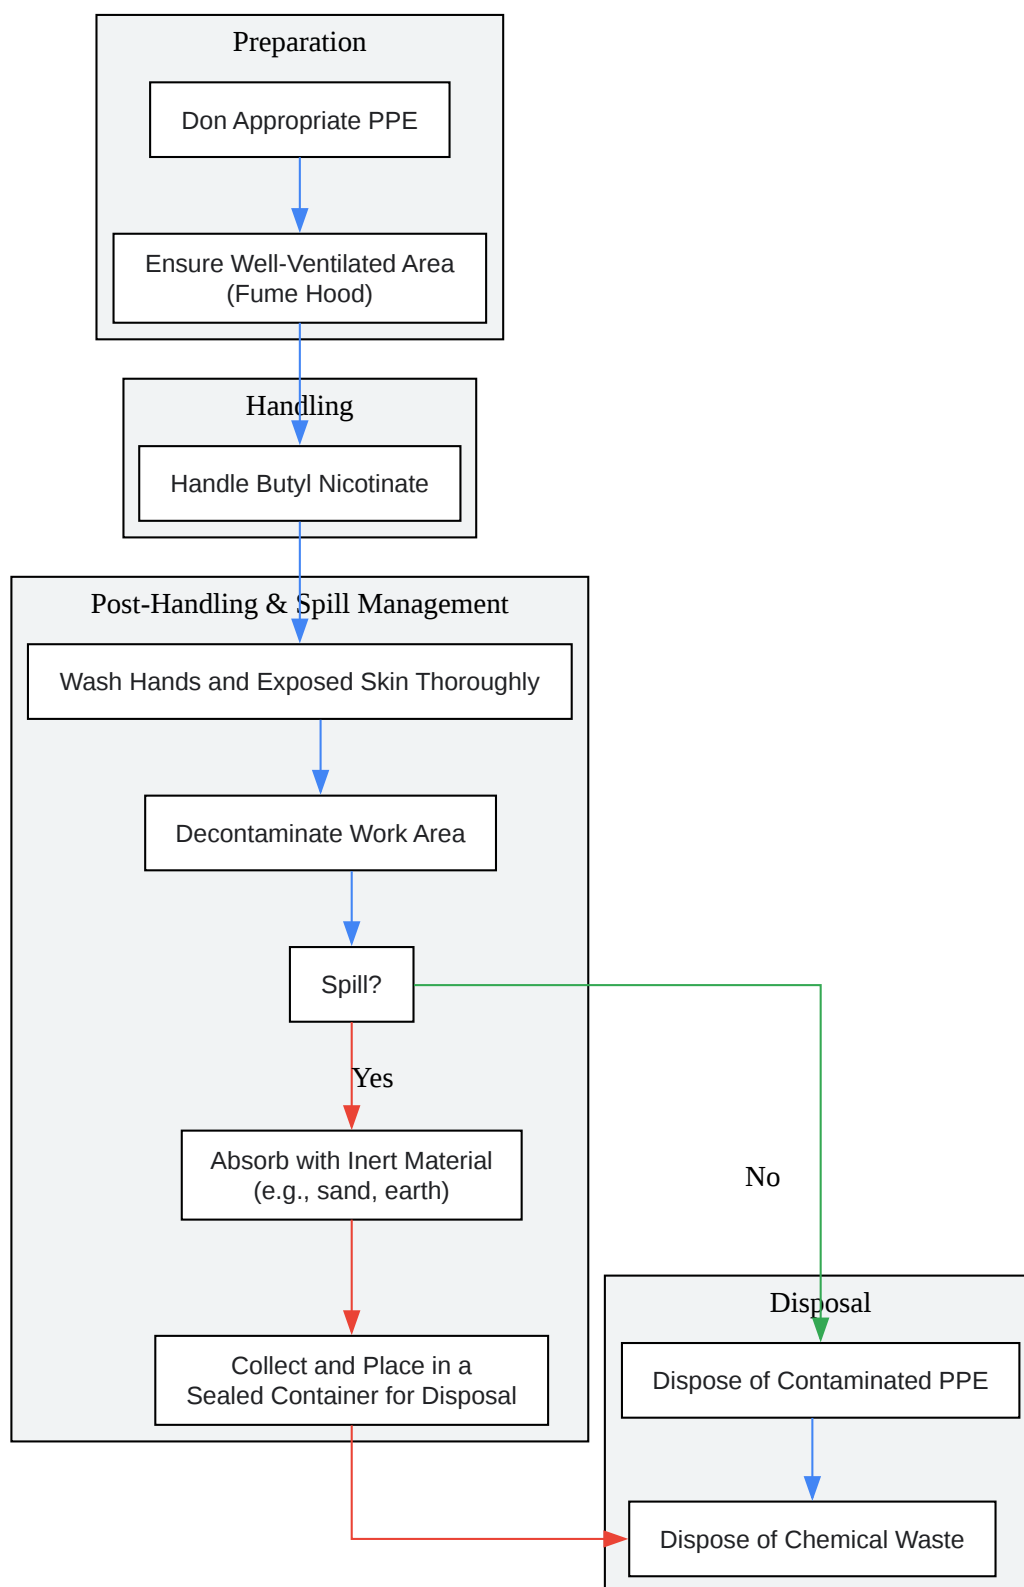 Preparation
Don Appropriate PPE
Ensure Well-Ventilated Area
(Fume Hood)
Handling
Handle Butyl Nicotinate
Post-Handling & Spill Management
Wash Hands and Exposed Skin Thoroughly
Decontaminate Work Area
Spill?
Yes
Absorb with Inert Material
(e.g., sand, earth)
No
Collect and Place in a
Sealed Container for Disposal
Disposal
Dispose of Contaminated PPE
Dispose of Chemical Waste